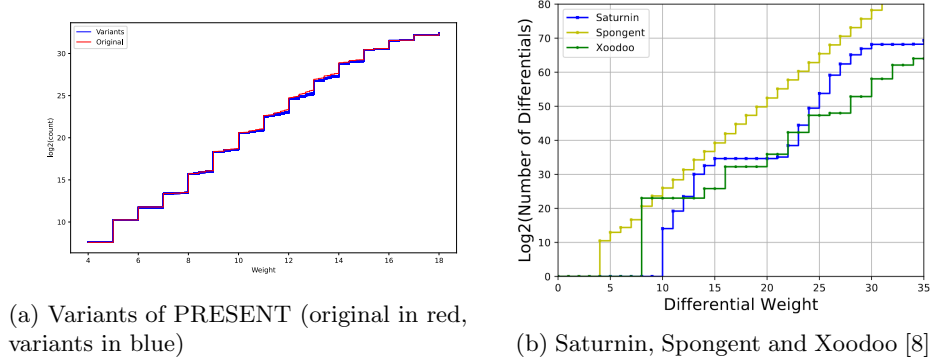 Variants
Original
log2(count)
30
25
20
15
10
4
6
8
10
12
14
16
18
Weight
(a) Variants of PRESENT (original in red,
variants in blue)
Saturnin
Spongent
Xoodoo
Log2(Number of Differentials)
80
70
60
50
40
30
20
10
0
0
5
10
15
20
25
30
35
Differential Weight
(b) Saturnin, Spongent and Xoodoo [8]